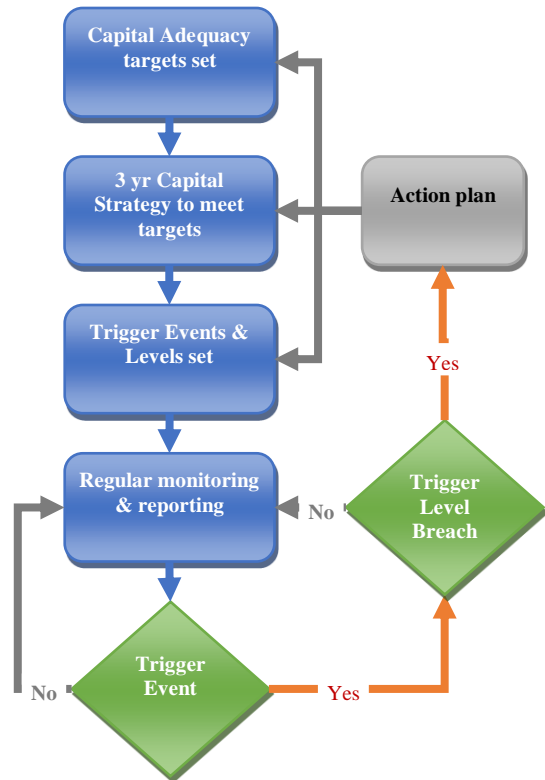 Capital Adequacy
targets set
3 yr Capital
Strategy to meet
targets
Action plan
Trigger Events &
Levels set
Yes
Regular monitoring
& reporting
No
Trigger
Level
Breach
No
Trigger
Event
Yes